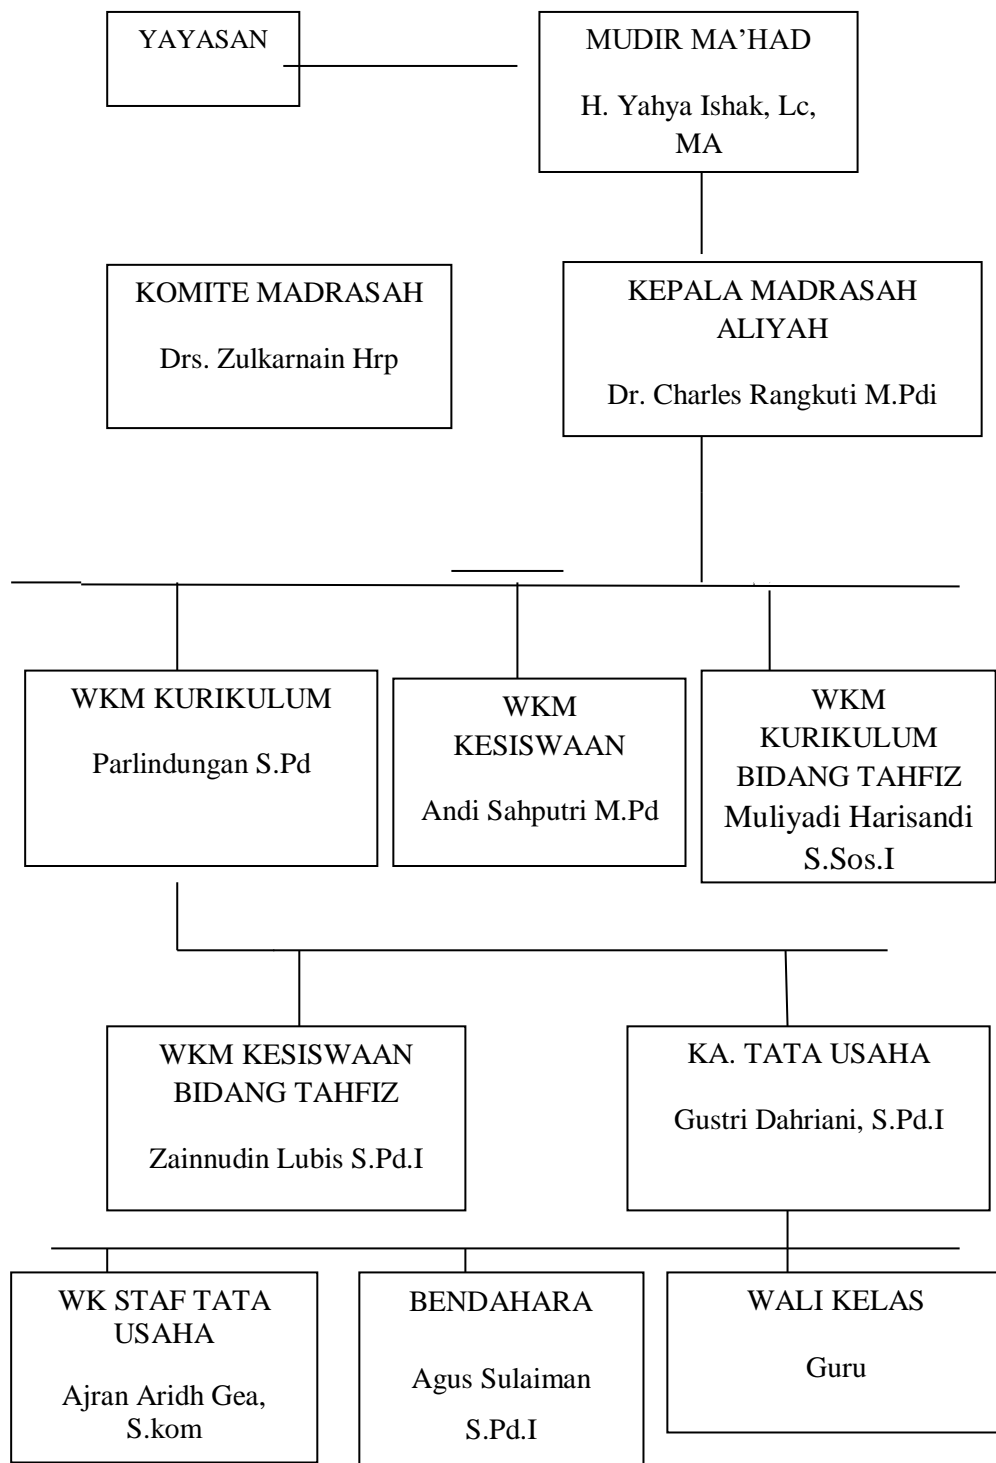 YAYASAN
MUDIR MA’HAD
H. Yahya Ishak, Lc,
MA
KOMITE MADRASAH
Drs. Zulkarnain Hrp
KEPALA MADRASAH
ALIYAH
Dr. Charles Rangkuti M.Pdi
WKM KURIKULUM
Parlindungan S.Pd
WKM
KESISWAAN
Andi Sahputri M.Pd
WKM
KURIKULUM
BIDANG TAHFIZ
Muliyadi Harisandi
S.Sos.I
WKM KESISWAAN
BIDANG TAHFIZ
Zainnudin Lubis S.Pd.I
KA. TATA USAHA
Gustri Dahriani, S.Pd.I
WK STAF TATA
USAHA
Ajran Aridh Gea,
S.kom
BENDAHARA
Agus Sulaiman
S.Pd.I
WALI KELAS
Guru